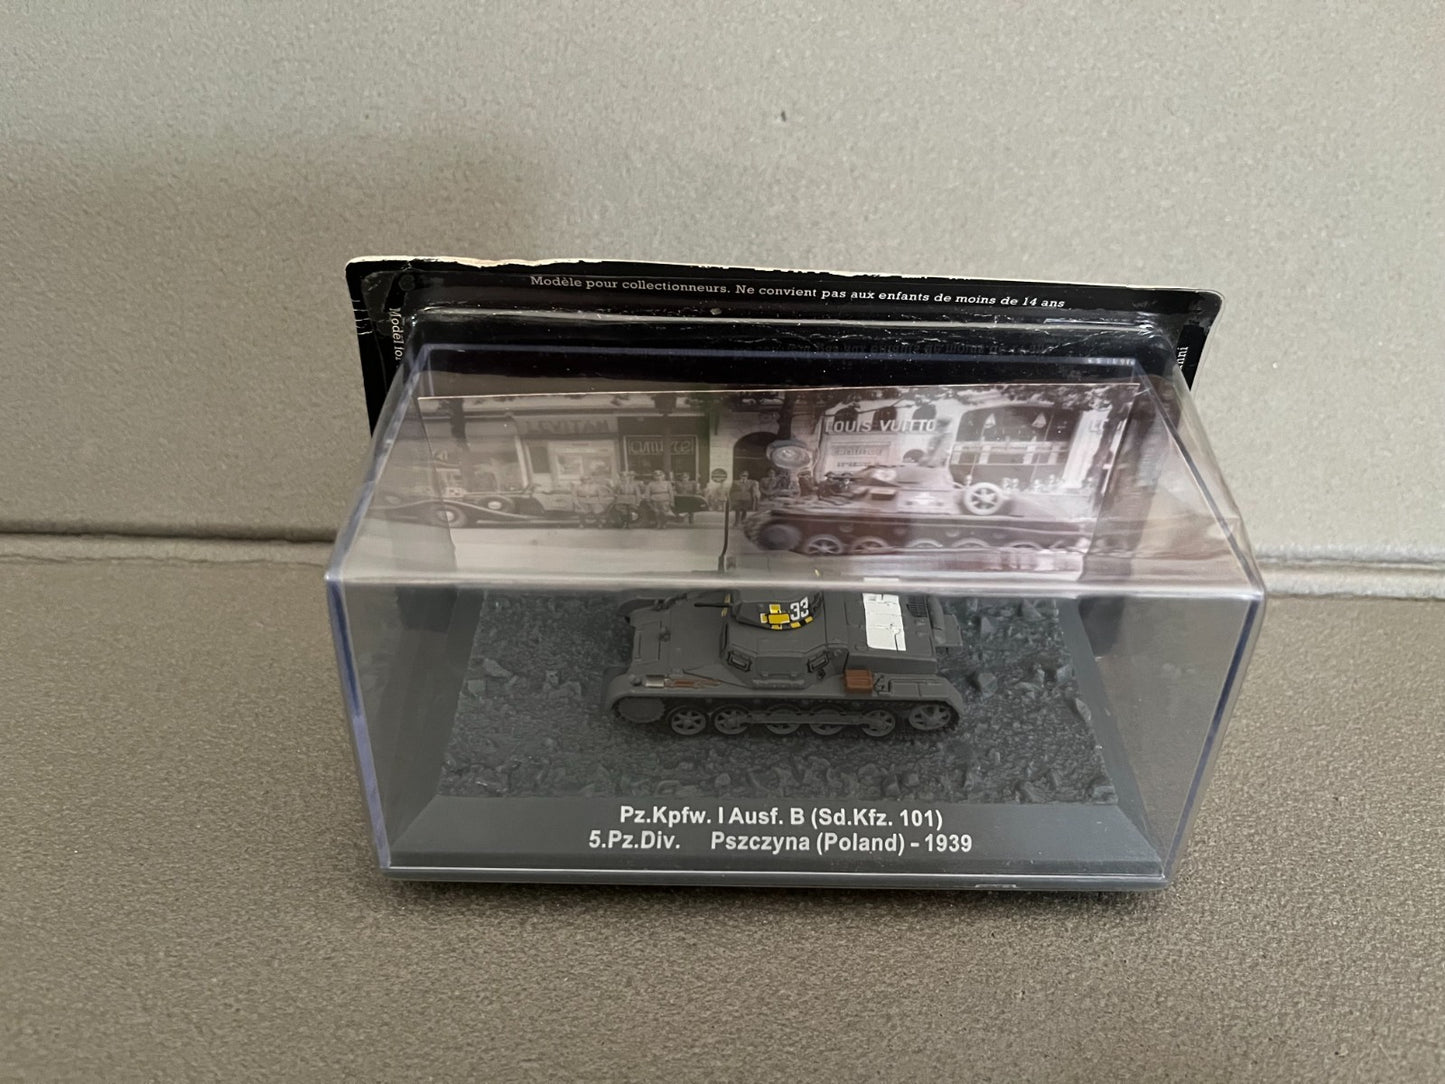 Modèle pour collectionneurs. Ne convient pas aux enfants de moins de 14 ans
Model
LEVITAN
LOUIS VUITTO
33
Pz.Kpfw. I Ausf. B (Sd.Kfz. 101)
5.Pz.Div. Pszczyna (Poland) - 1939